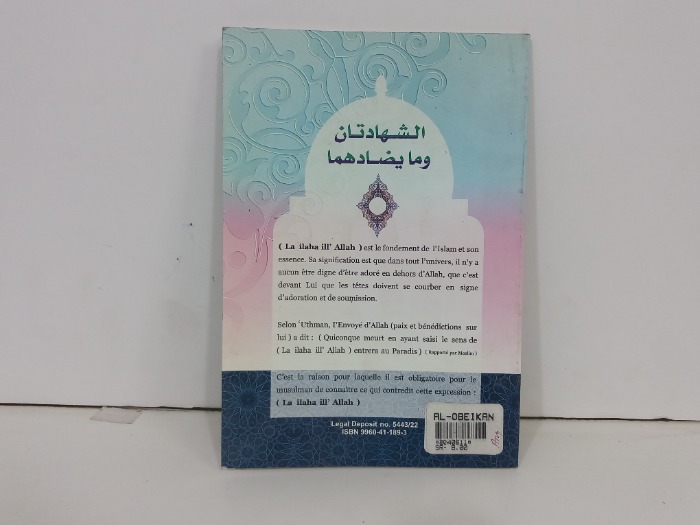 الشهادتان
وما يضادهما
( La ilaha ill' Allah ) est le fondement de l'Islam et son
essence. Sa signification est que dans tout l'univers, il n'y a
aucun être digne d'être adoré en dehors d'Allah, que c'est
devant Lui que les têtes doivent se courber en signe
d'adoration et de soumission.
Selon 'Uthman, l'Envoyé d'Allah (paix et bénédictions sur
lui ) a dit : ( Quiconque meurt en ayant saisi le sens de
( La ilaha ill' Allah ) entrera au Paradis ) ( Rapporté par Moslim )
C'est la raison pour laquelle il est obligatoire pour le
musulman de connaître ce qui contredit cette expression :
( La ilaha ill' Allah )
Legal Deposit no. 5443/22
ISBN 9960-41-189-3
AL-OBEIKAN